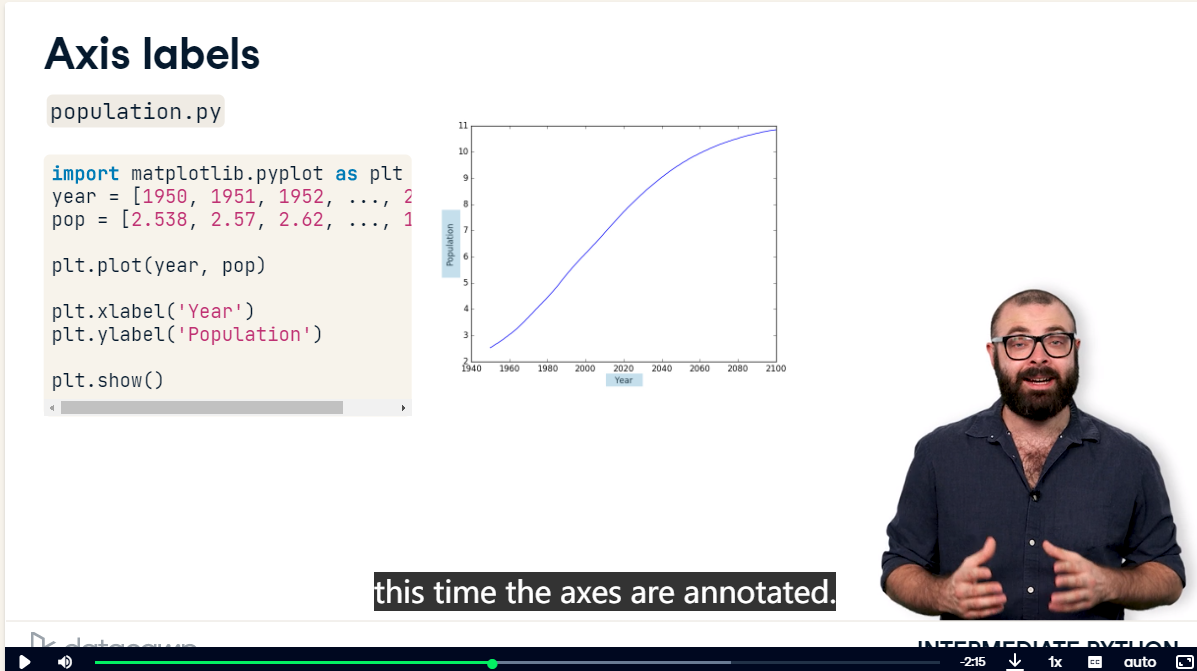 Axis labels
population.py
import matplotlib.pyplot as plt
year = [1950, 1951, 1952, ..., 2
pop = [2.538, 2.57, 2.62, ..., 1
plt.plot(year, pop)
plt.xlabel('Year')
plt.ylabel('Population')
plt.show()
11
10
9
8
7
6
5
4
3
2
Population
1940 1960 1980 2000 2020 2040 2060 2080 2100
Year
this time the axes are annotated.
datacamp
INTERMEDIATE PYTHON
-2:15 1x CC auto